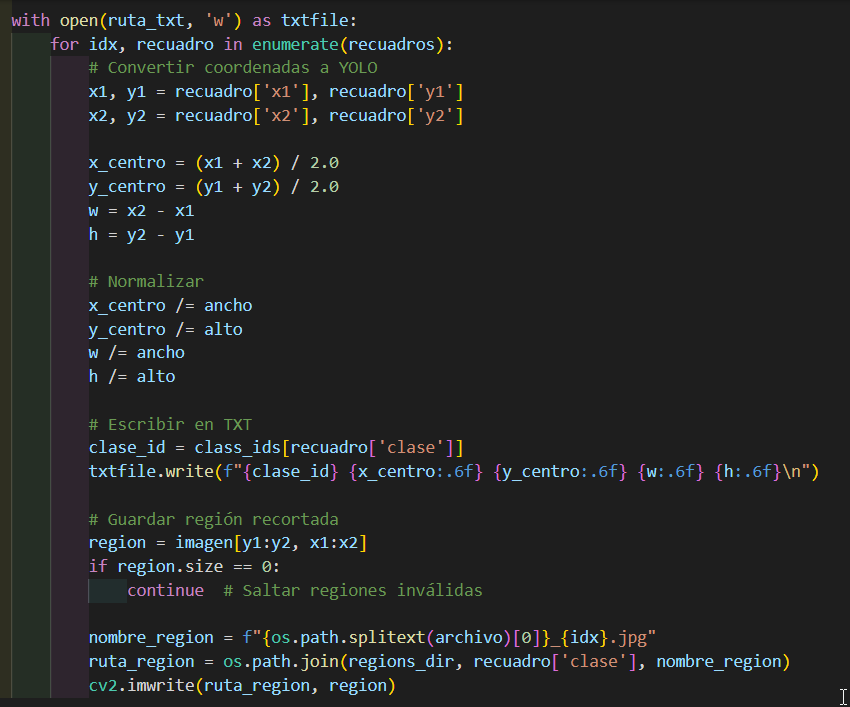 with open(ruta_txt, 'w') as txtfile:
    for idx, recuadro in enumerate(recuadros):
        # Convertir coordenadas a YOLO
        x1, y1 = recuadro['x1'], recuadro['y1']
        x2, y2 = recuadro['x2'], recuadro['y2']

        x_centro = (x1 + x2) / 2.0
        y_centro = (y1 + y2) / 2.0
        w = x2 - x1
        h = y2 - y1

        # Normalizar
        x_centro /= ancho
        y_centro /= alto
        w /= ancho
        h /= alto

        # Escribir en TXT
        clase_id = class_ids[recuadro['clase']]
        txtfile.write(f"{clase_id} {x_centro:.6f} {y_centro:.6f} {w:.6f} {h:.6f}\n")

        # Guardar región recortada
        region = imagen[y1:y2, x1:x2]
        if region.size == 0:
            continue  # Saltar regiones inválidas

        nombre_region = f"{os.path.splitext(archivo)[0]}_{idx}.jpg"
        ruta_region = os.path.join(regions_dir, recuadro['clase'], nombre_region)
        cv2.imwrite(ruta_region, region)